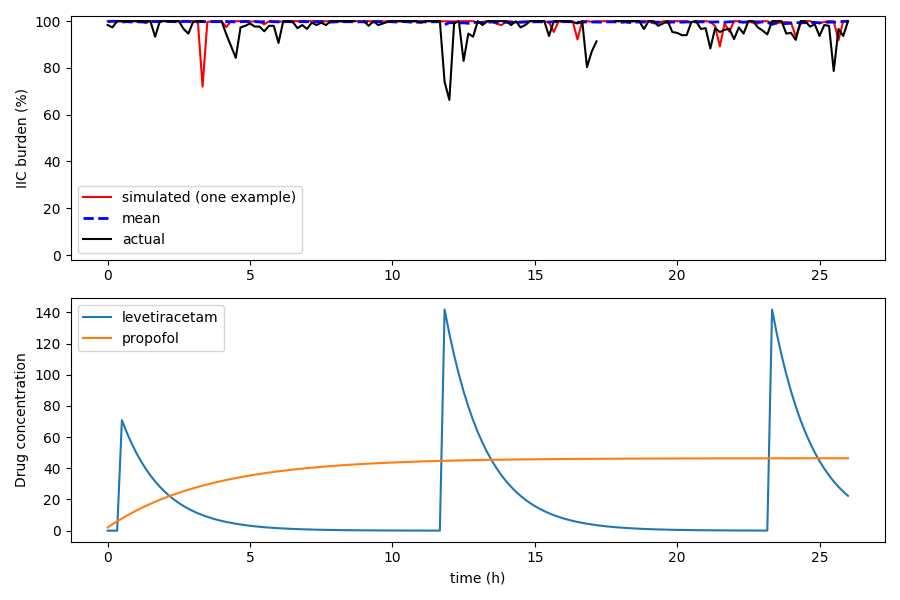 IIC burden (%)
100
80
60
40
20
0
simulated (one example)
mean
actual
0 5 10 15 20 25
Drug concentration
140
120
100
80
60
40
20
0
levetiracetam
propofol
0 5 10 15 20 25
time (h)